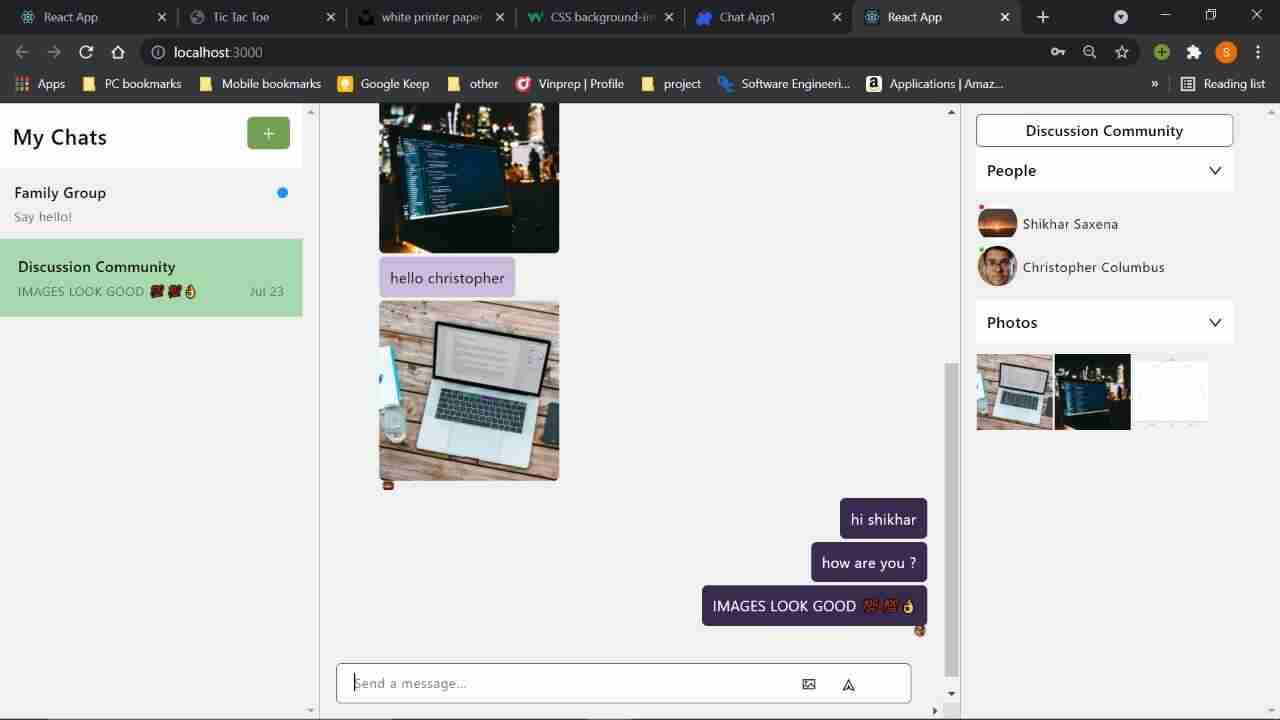 React App
Tic Tac Toe
white printer paper
CSS background-im
Chat App1
React App
localhost:3000
S
Apps
PC bookmarks
Mobile bookmarks
Google Keep
other
Vinprep | Profile
project
Software Engineeri...
Applications | Amaz...
»
Reading list
My Chats
+
Family Group
Say hello!
Discussion Community
IMAGES LOOK GOOD 💯💯👌
Jul 23
hello christopher
hi shikhar
how are you ?
IMAGES LOOK GOOD 💯💯👌
Send a message...
Discussion Community
People
Shikhar Saxena
Christopher Columbus
Photos